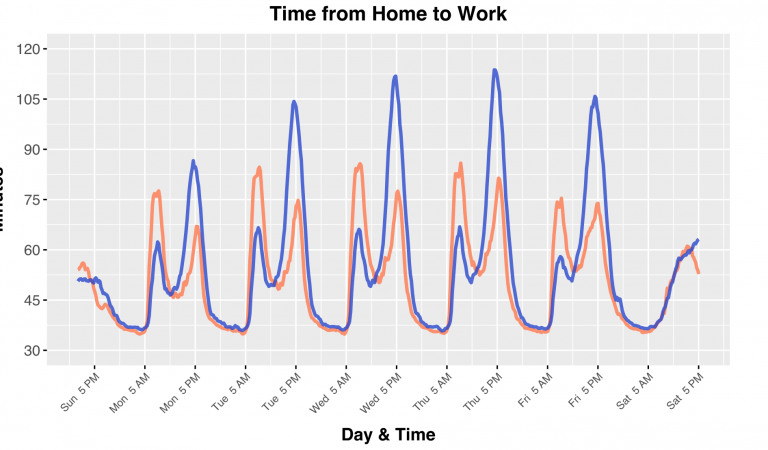 Time from Home to Work
120
105
90
75
60
45
30
Minutes
Sun 5 PM
Mon 5 AM
Mon 5 PM
Tue 5 AM
Tue 5 PM
Wed 5 AM
Wed 5 PM
Thu 5 AM
Thu 5 PM
Fri 5 AM
Fri 5 PM
Sat 5 AM
Sat 5 PM
Day & Time